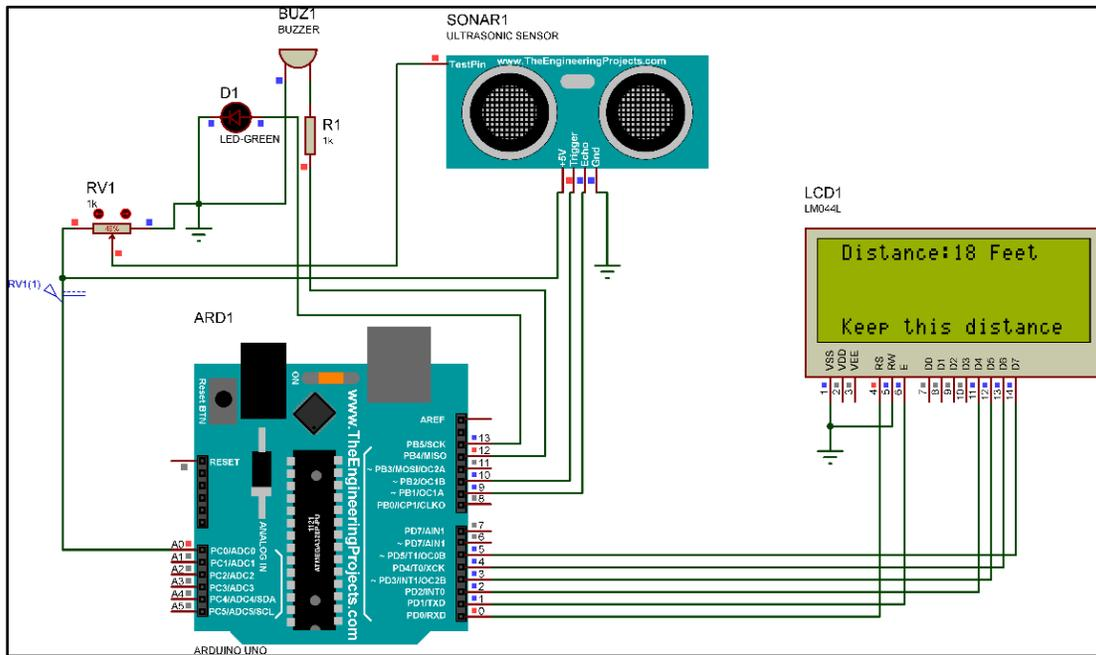 BUZ1
BUZZER
SONAR1
ULTRASONIC SENSOR
TestPin
www.TheEngineeringProjects.com
+5V
Trigger
Echo
Gnd
D1
LED-GREEN
R1
1k
RV1
1k
46%
RV1(1)
LCD1
LM044L
Distance:18 Feet
Keep this distance
VSS
VDD
VEE
RS
RW
E
D0
D1
D2
D3
D4
D5
D6
D7
1
2
3
4
5
6
7
8
9
10
11
12
13
14
ARD1
Reset BTN
ON
www.TheEngineeringProjects.com
AREF
PB5/SCK 13
PB4/MISO 12
~ PB3/MOSI/OC2A 11
~ PB2/OC1B 10
~ PB1/OC1A 9
PB0/ICP1/CLKO 8
RESET
ANALOG IN
1121
ATMEGA328P-PU
PD7/AIN1 7
~ PD7/AIN1 6
~ PD5/T1/OC0B 5
PD4/T0/XCK 4
~ PD3/INT1/OC2B 3
PD2/INT0 2
PD1/TXD 1
PD0/RXD 0
A0 PC0/ADC0
A1 PC1/ADC1
A2 PC2/ADC2
A3 PC3/ADC3
A4 PC4/ADC4/SDA
A5 PC5/ADC5/SCL
ARDUINO UNO